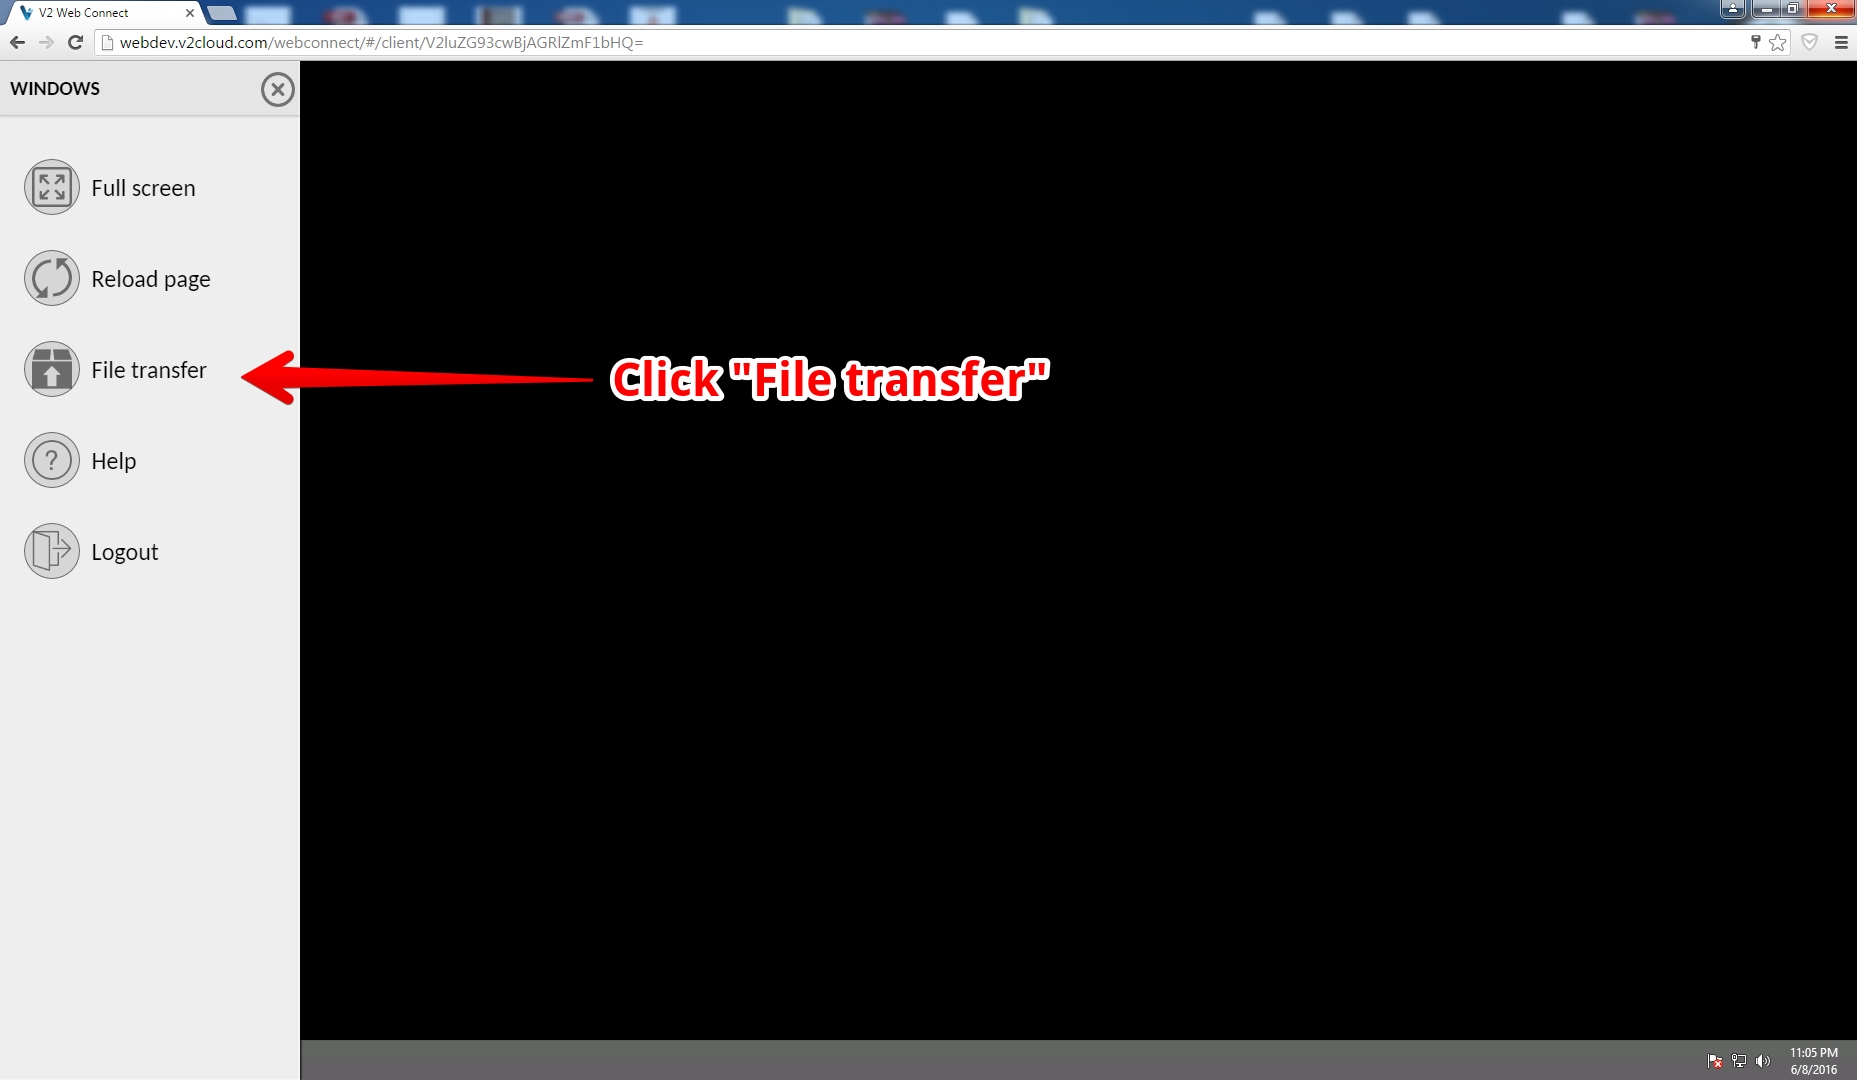 V2 Web Connect
webdev.v2cloud.com/webconnect/#/client/V2luZG93cwBjAGRlZmF1bHQ=
WINDOWS
Full screen
Reload page
File transfer
Click "File transfer"
?
Help
Logout
11:05 PM
6/8/2016